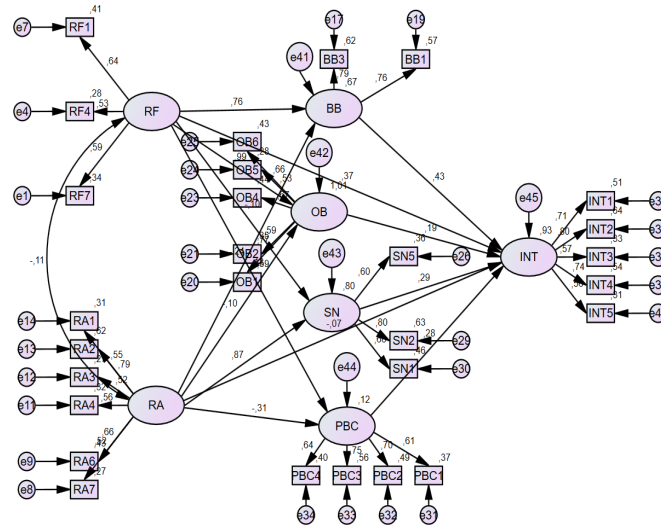 ,41
e7
RF1
,64
e17
,62
e19
,57
BB3
BB1
e41
,79
,67
,76
BB
,28
e4
RF4
,53
RF
,76
,43
e25
OB6
e42
,59
,99
e24
OB5
,66
,53
,37
,34
e1
RF7
e23
OB4
1,01
,43
OB
,19
e45
,51
INT1
,71
,64
INT2
,80
,93
INT
,57
,33
INT3
,74
,54
INT4
,31
INT5
-,11
e21
OB2
,59
e20
OB1
e43
,36
SN5
e26
,60
,29
,10
,80
SN
-,07
,80
,63
SN2
e29
,28
,46
SN1
e30
,31
e14
RA1
,62
e13
RA2
,55
,79
e12
RA3
,52
e11
RA4
,56
RA
,87
-,31
e44
,12
PBC
,66
e9
RA6
,27
e8
RA7
,64
,75
,70
,61
,40
,56
,49
,37
PBC4
PBC3
PBC2
PBC1
e34
e33
e32
e31